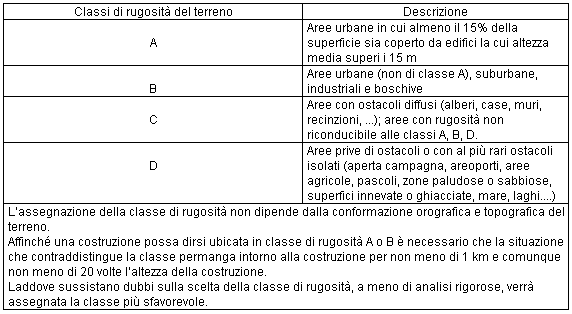 Classi di rugosità del terreno
Descrizione
A
Aree urbane in cui almeno il 15% della
superficie sia coperto da edifici la cui altezza
media superi i 15 m
B
Aree urbane (non di classe A), suburbane,
industriali e boschive
C
Aree con ostacoli diffusi (alberi, case, muri,
recinzioni, ...); aree con rugosità non
riconducibile alle classi A, B, D.
D
Aree prive di ostacoli o con al più rari ostacoli
isolati (aperta campagna, areoporti, aree
agricole, pascoli, zone paludose o sabbiose,
superfici innevate o ghiacciate, mare, laghi....)
L'assegnazione della classe di rugosità non dipende dalla conformazione orografica e topografica del
terreno.
Affinché una costruzione possa dirsi ubicata in classe di rugosità A o B è necessario che la situazione
che contraddistingue la classe permanga intorno alla costruzione per non meno di 1 km e comunque
non meno di 20 volte l'altezza della costruzione.
Laddove sussistano dubbi sulla scelta della classe di rugosità, a meno di analisi rigorose, verrà
assegnata la classe più sfavorevole.